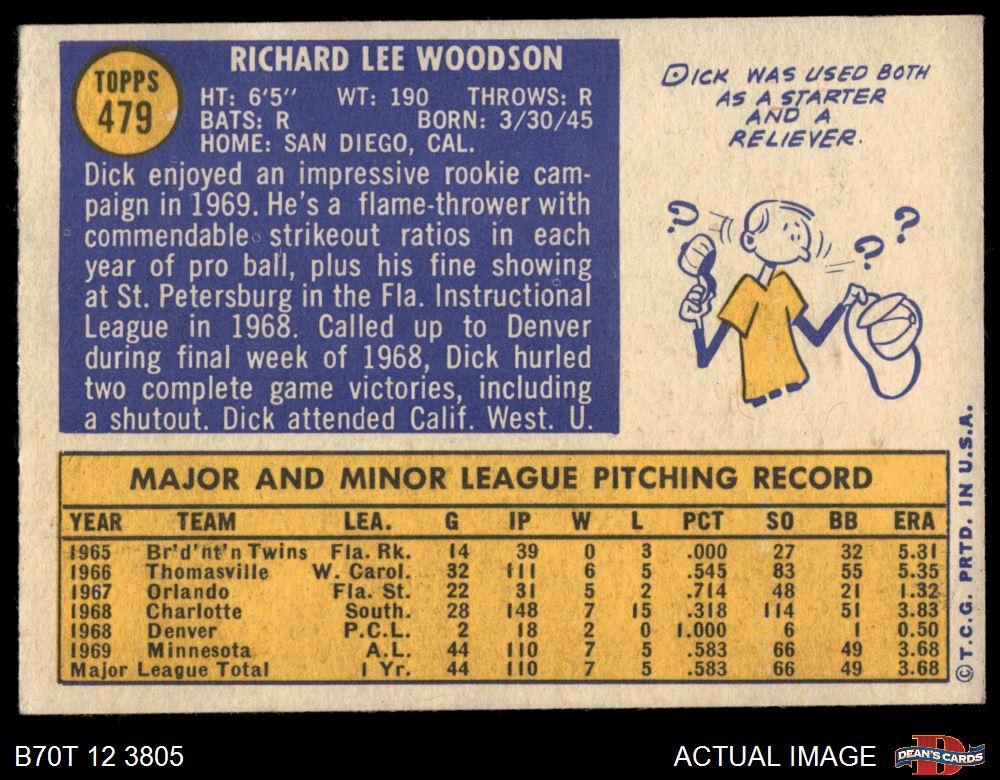 TOPPS
479
RICHARD LEE WOODSON
HT: 6'5" WT: 190 THROWS: R
BATS: R BORN: 3/30/45
HOME: SAN DIEGO, CAL.
Dick enjoyed an impressive rookie cam-
paign in 1969. He's a flame-thrower with
commendable strikeout ratios in each
year of pro ball, plus his fine showing
at St. Petersburg in the Fla. Instructional
League in 1968. Called up to Denver
during final week of 1968, Dick hurled
two complete game victories, including
a shutout. Dick attended Calif. West. U.
DICK WAS USED BOTH
AS A STARTER
AND A
RELIEVER.
? ? ?
MAJOR AND MINOR LEAGUE PITCHING RECORD
YEAR TEAM LEA. G IP W L PCT SO BB ERA
1965 Br'd'nt'n Twins Fla. Rk. 14 39 0 3 .000 27 32 5.31
1966 Thomasville W. Carol. 32 111 6 5 .545 83 55 5.35
1967 Orlando Fla. St. 22 31 5 2 .714 48 21 1.32
1968 Charlotte South. 28 148 7 15 .318 114 51 3.83
1968 Denver P.C.L. 2 18 2 0 1.000 6 1 0.50
1969 Minnesota A.L. 44 110 7 5 .583 66 49 3.68
Major League Total 1 Yr. 44 110 7 5 .583 66 49 3.68
© T.C.G. PRTD. IN U.S.A.
B70T 12 3805
ACTUAL IMAGE
D
DEAN'S CARDS